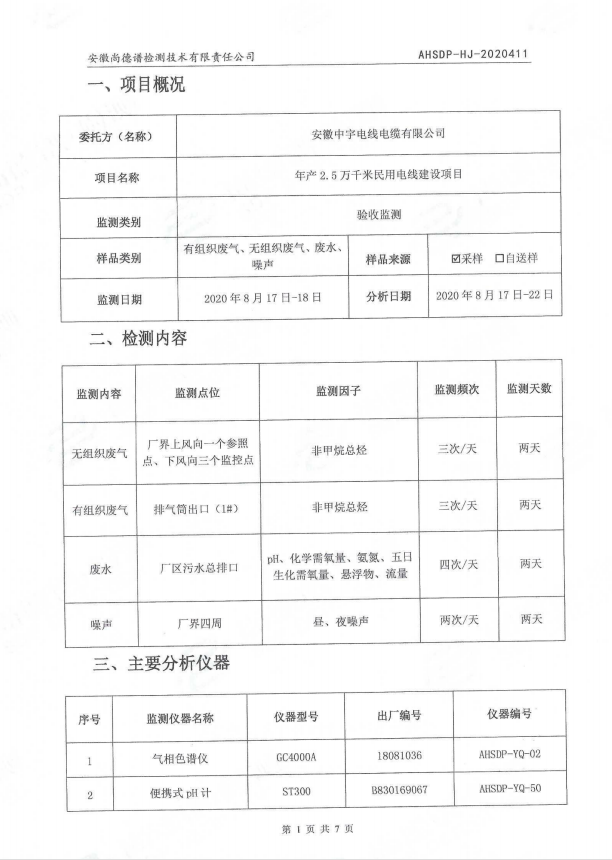 安徽尚德谱检测技术有限责任公司 AHSDP-HJ-2020411
一、项目概况
委托方（名称） 安徽中宇电线电缆有限公司
项目名称 年产 2.5 万千米民用电线建设项目
监测类别 验收监测
样品类别 有组织废气、无组织废气、废水、
噪声 样品来源 ☑采样 ☐自送样
监测日期 2020 年 8 月 17 日-18 日 分析日期 2020 年 8 月 17 日-22 日
二、检测内容
监测内容 监测点位 监测因子 监测频次 监测天数
无组织废气 厂界上风向一个参照
点、下风向三个监控点 非甲烷总烃 三次/天 两天
有组织废气 排气筒出口（1#） 非甲烷总烃 三次/天 两天
废水 厂区污水总排口 pH、化学需氧量、氨氮、五日
生化需氧量、悬浮物、流量 四次/天 两天
噪声 厂界四周 昼、夜噪声 两次/天 两天
三、主要分析仪器
序号 监测仪器名称 仪器型号 出厂编号 仪器编号
1 气相色谱仪 GC4000A 18081036 AHSDP-YQ-02
2 便携式 pH 计 ST300 B830169067 AHSDP-YQ-50
第 1 页 共 7 页